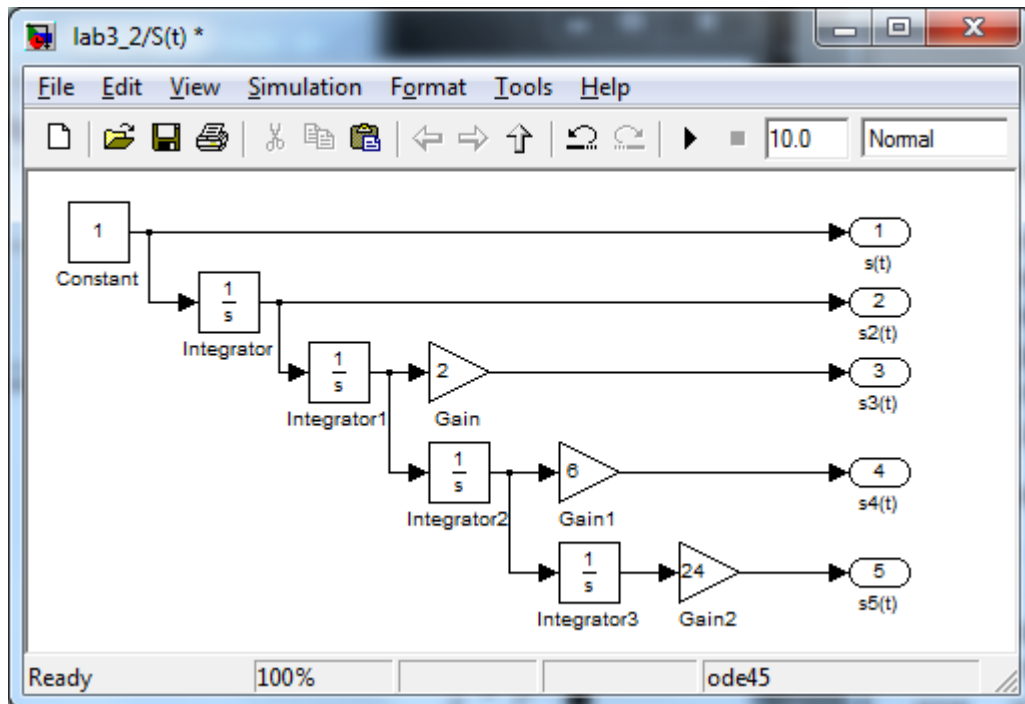 lab3_2/S(t) *
File Edit View Simulation Format Tools Help
10.0 Normal
1
Constant
1
s(t)
1
s
Integrator
2
s2(t)
1
s
Integrator1
2
Gain
3
s3(t)
1
s
Integrator2
6
Gain1
4
s4(t)
1
s
Integrator3
24
Gain2
5
s5(t)
Ready 100% ode45